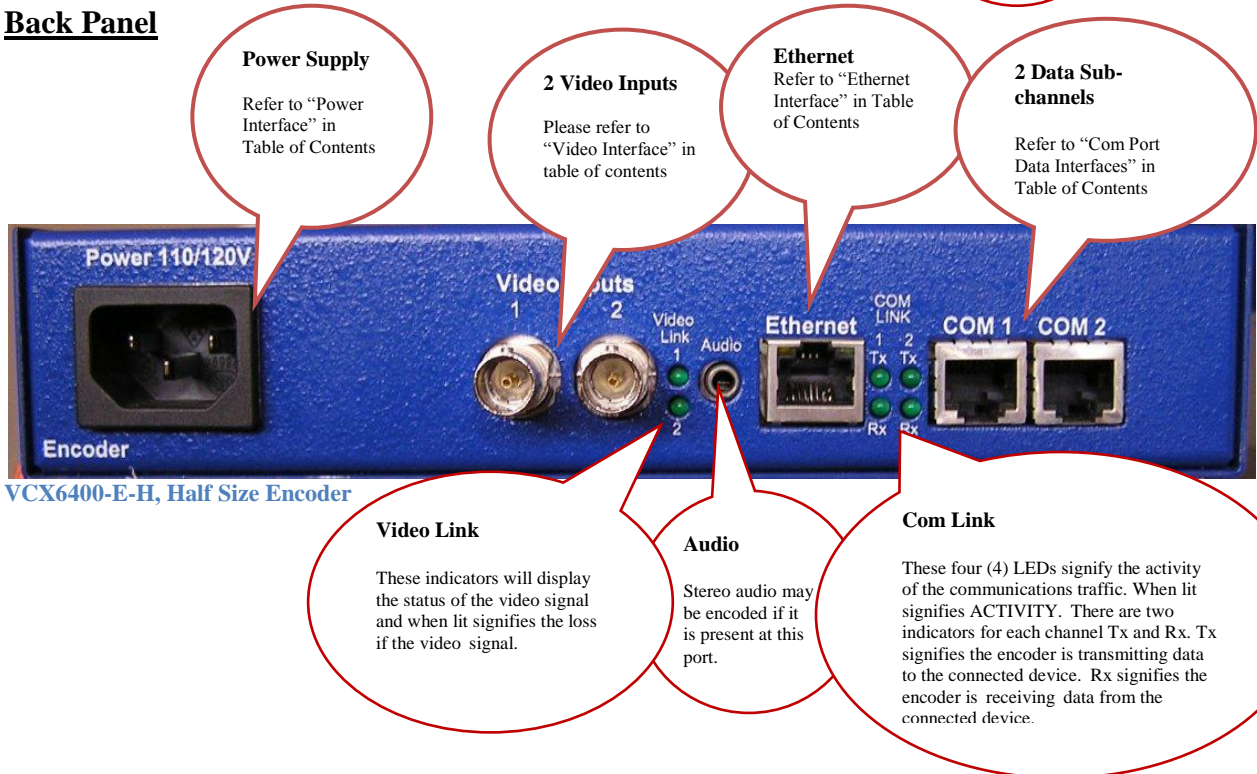 Back Panel
Power Supply
Refer to “Power
Interface” in
Table of Contents
2 Video Inputs
Please refer to
“Video Interface” in
table of contents
Ethernet
Refer to “Ethernet
Interface” in Table
of Contents
2 Data Sub-
channels
Refer to “Com Port
Data Interfaces” in
Table of Contents
Power 110/120V
Video puts
1 2
Video
Link
1
2
Audio
Ethernet
COM
LINK
1 2
Tx Tx
Rx Rx
COM 1 COM 2
Encoder
VCX6400-E-H, Half Size Encoder
Video Link
These indicators will display
the status of the video signal
and when lit signifies the loss
if the video signal.
Audio
Stereo audio may
be encoded if it
is present at this
port.
Com Link
These four (4) LEDs signify the activity
of the communications traffic. When lit
signifies ACTIVITY. There are two
indicators for each channel Tx and Rx. Tx
signifies the encoder is transmitting data
to the connected device. Rx signifies the
encoder is receiving data from the
connected device.